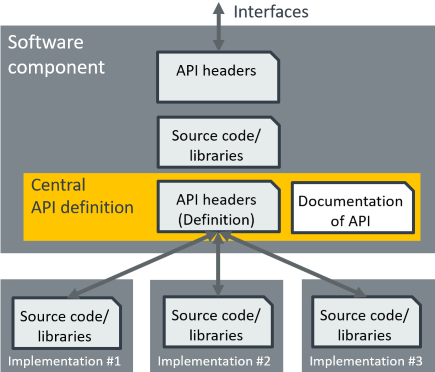 Interfaces
Software
component
API headers
Source code/
libraries
Central
API definition
API headers
(Definition)
Documentation
of API
Source code/
libraries
Implementation #1
Source code/
libraries
Implementation #2
Source code/
libraries
Implementation #3